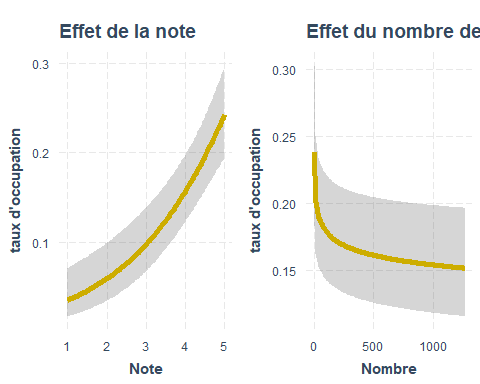 Effet de la note
0.3
0.2
0.1
taux d'occupation
1 2 3 4 5
Note
Effet du nombre de
0.30
0.25
0.20
0.15
taux d'occupation
0 500 1000
Nombre